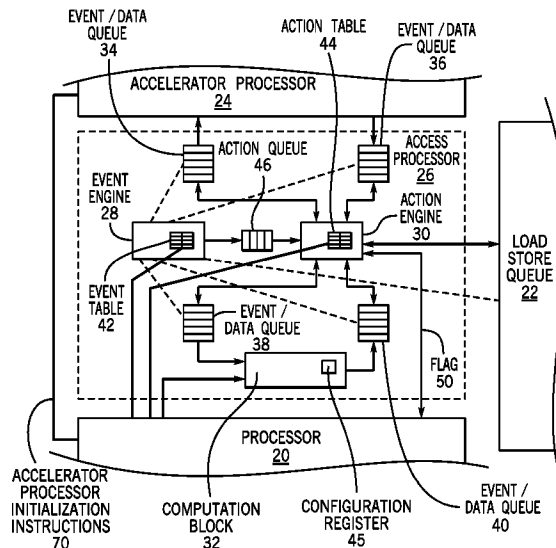 EVENT / DATA
QUEUE
34
ACTION TABLE
44
EVENT / DATA
QUEUE
36
ACCELERATOR PROCESSOR
24
ACTION QUEUE
46
ACCESS
PROCESSOR
26
EVENT
ENGINE
28
ACTION
ENGINE
30
LOAD
STORE
QUEUE
22
EVENT
TABLE
42
EVENT /
DATA QUEUE
38
FLAG
50
PROCESSOR
20
ACCELERATOR
PROCESSOR
INITIALIZATION
INSTRUCTIONS
70
COMPUTATION
BLOCK
32
CONFIGURATION
REGISTER
45
EVENT /
DATA
QUEUE
40